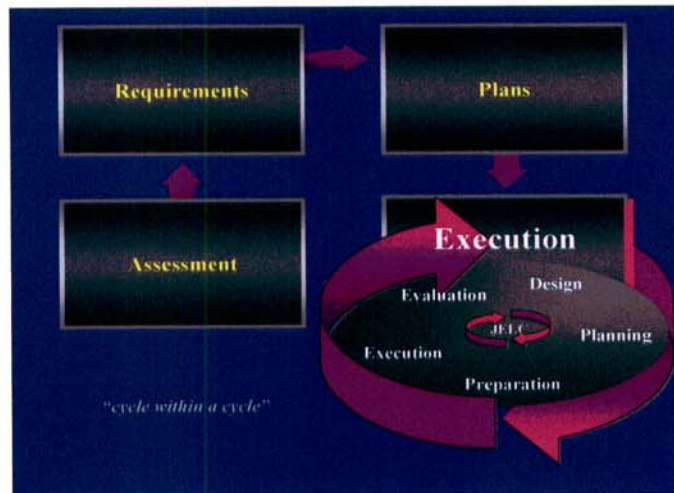 Requirements
Plans
Assessment
Execution
Evaluation
Design
JELC
Planning
Execution
Preparation
"cycle within a cycle"